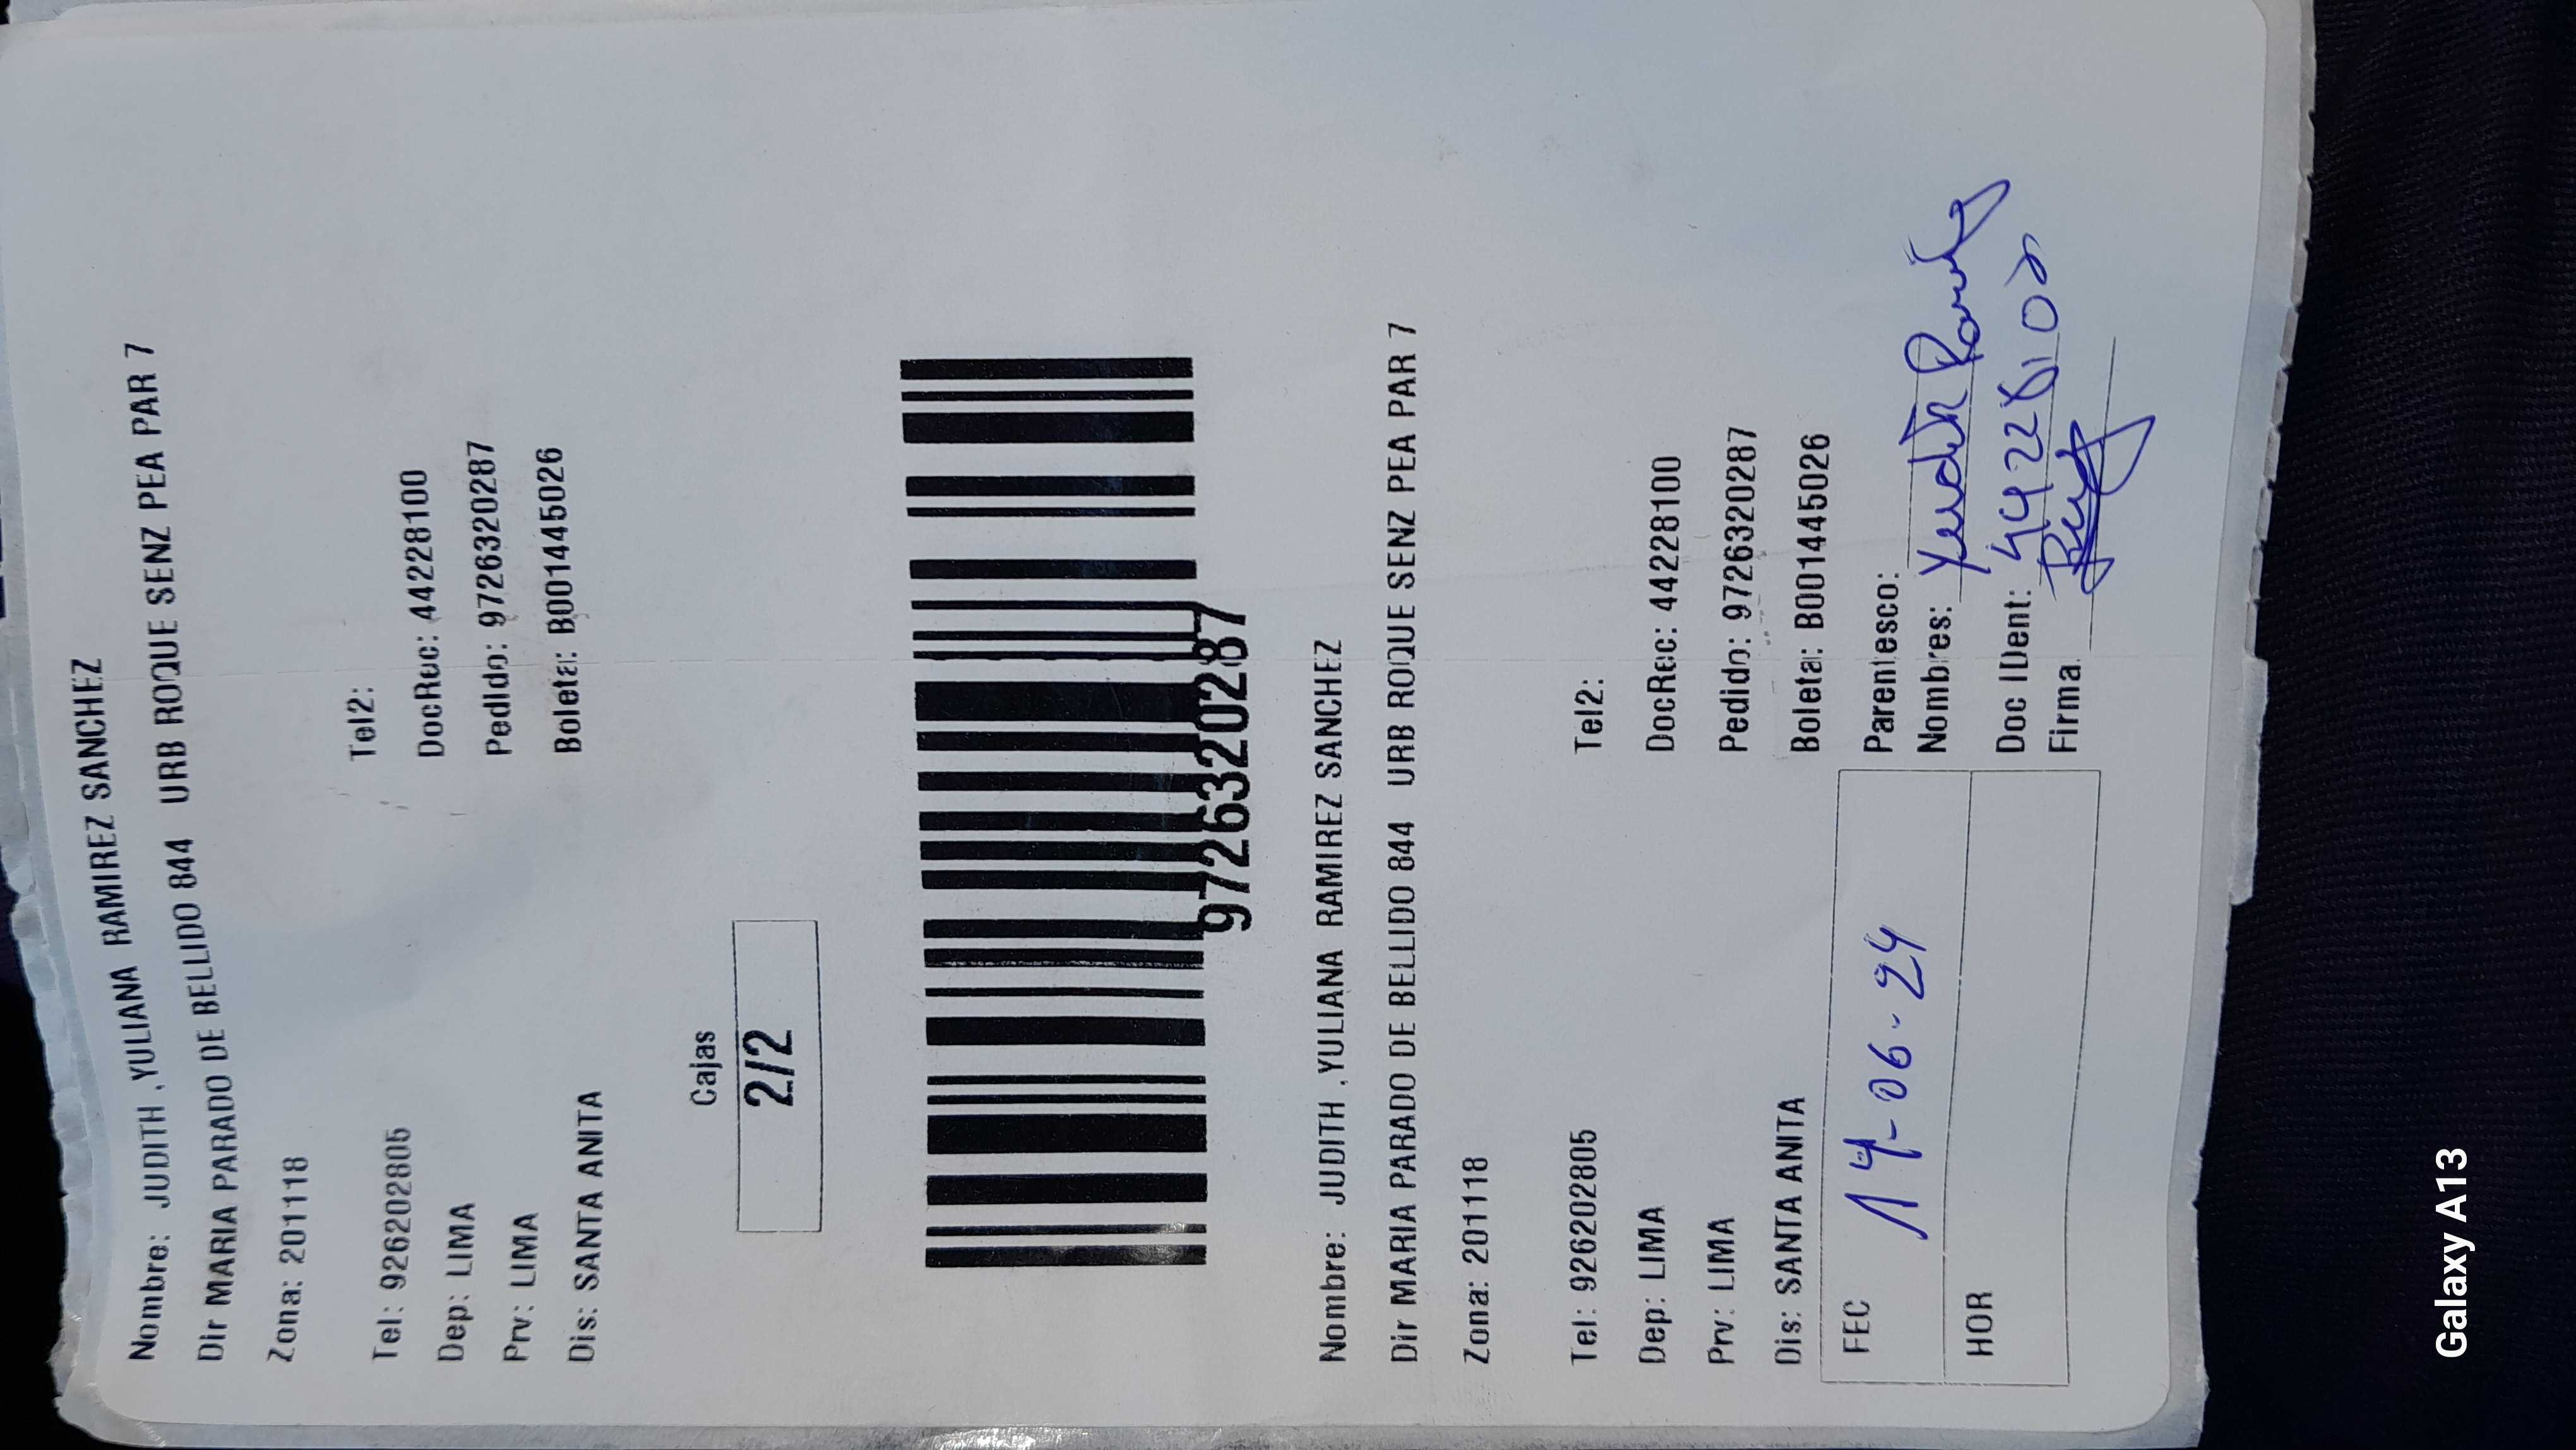 Nombre: JUDITH ,YULIANA RAMIREZ SANCHEZ
Dir MARIA PARADO DE BELLIDO 844 URB ROQUE SENZ PEA PAR 7
Zona: 201118
Tel: 926202805 Tel2:
Dep: LIMA DocRec: 44228100
Prv: LIMA Pedido: 9726320287
Dis: SANTA ANITA Boleta: B001445026
Cajas
2/2
9726320287
Nombre: JUDITH ,YULIANA RAMIREZ SANCHEZ
Dir MARIA PARADO DE BELLIDO 844 URB ROQUE SENZ PEA PAR 7
Zona: 201118
Tel: 926202805 Tel2:
Dep: LIMA DocRec: 44228100
Prv: LIMA Pedido: 9726320287
Dis: SANTA ANITA Boleta: B001445026
FEC 14-06-24 Parentesco:
Nombres:
HOR Doc IDent:
Firma
Galaxy A13